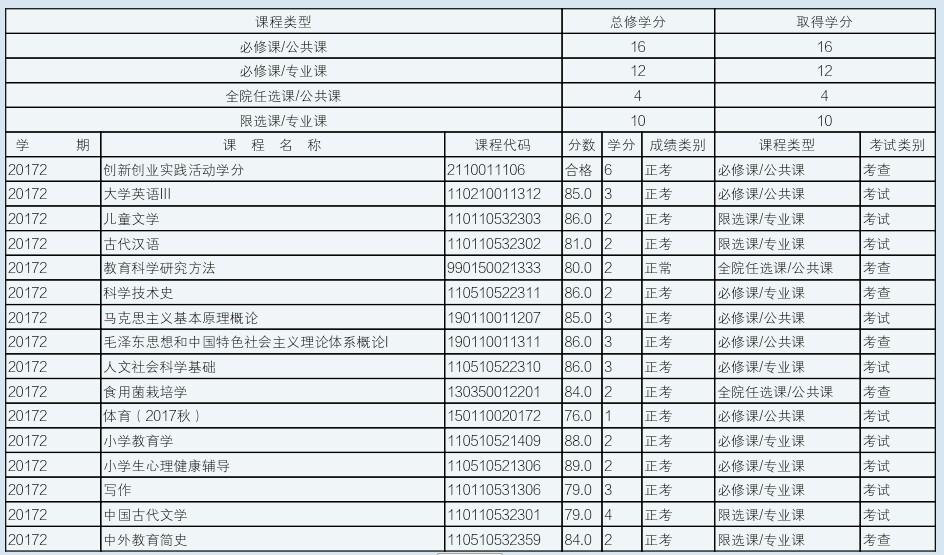 课程类型 总修学分 取得学分
必修课/公共课 16 16
必修课/专业课 12 12
全院任选课/公共课 4 4
限选课/专业课 10 10
学 期 课 程 名 称 课程代码 分数 学分 成绩类别 课程类型 考试类别
20172 创新创业实践活动学分 2110011106 合格 6 正考 必修课/公共课 考查
20172 大学英语III 110210011312 85.0 3 正考 必修课/公共课 考试
20172 儿童文学 110110532303 86.0 2 正考 限选课/专业课 考试
20172 古代汉语 110110532302 81.0 2 正考 限选课/专业课 考试
20172 教育科学研究方法 990150021333 80.0 2 正常 全院任选课/公共课 考查
20172 科学技术史 110510522311 86.0 2 正考 必修课/专业课 考查
20172 马克思主义基本原理概论 190110011207 85.0 3 正考 必修课/公共课 考试
20172 毛泽东思想和中国特色社会主义理论体系概论I 190110011311 86.0 3 正考 必修课/公共课 考查
20172 人文社会科学基础 110510522310 86.0 3 正考 必修课/专业课 考试
20172 食用菌栽培学 130350012201 84.0 2 正考 全院任选课/公共课 考查
20172 体育（2017秋） 150110020172 76.0 1 正考 必修课/公共课 考试
20172 小学教育学 110510521409 88.0 2 正考 必修课/专业课 考试
20172 小学生心理健康辅导 110510521306 89.0 2 正考 必修课/专业课 考试
20172 写作 110110531306 79.0 3 正考 必修课/专业课 考试
20172 中国古代文学 110110532301 79.0 4 正考 限选课/专业课 考试
20172 中外教育简史 110510532359 84.0 2 正考 限选课/专业课 考查